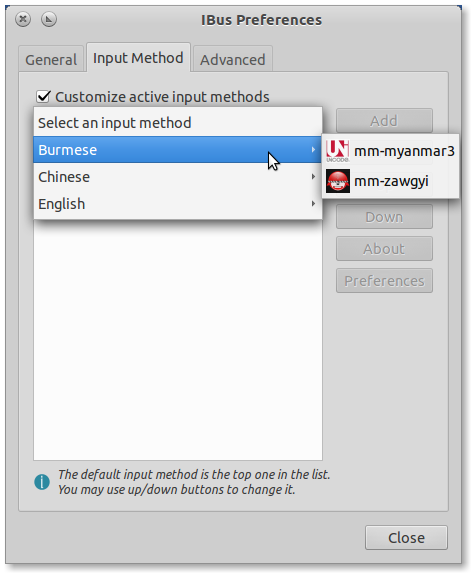 IBus Preferences
General
Input Method
Advanced
Customize active input methods
Select an input method
Add
Burmese
mm-myanmar3
Chinese
mm-zawgyi
English
Down
About
Preferences
The default input method is the top one in the list.
You may use up/down buttons to change it.
Close